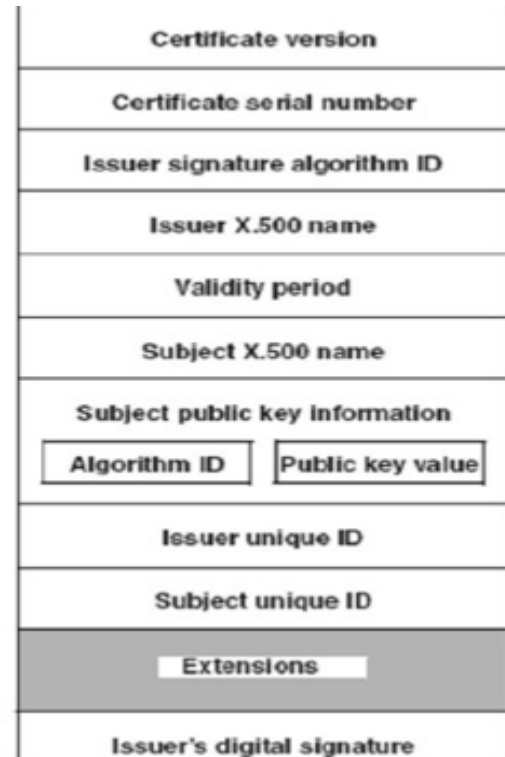 Certificate version
Certificate serial number
Issuer signature algorithm ID
Issuer X.500 name
Validity period
Subject X.500 name
Subject public key information
Algorithm ID Public key value
Issuer unique ID
Subject unique ID
Extensions
Issuer's digital signature